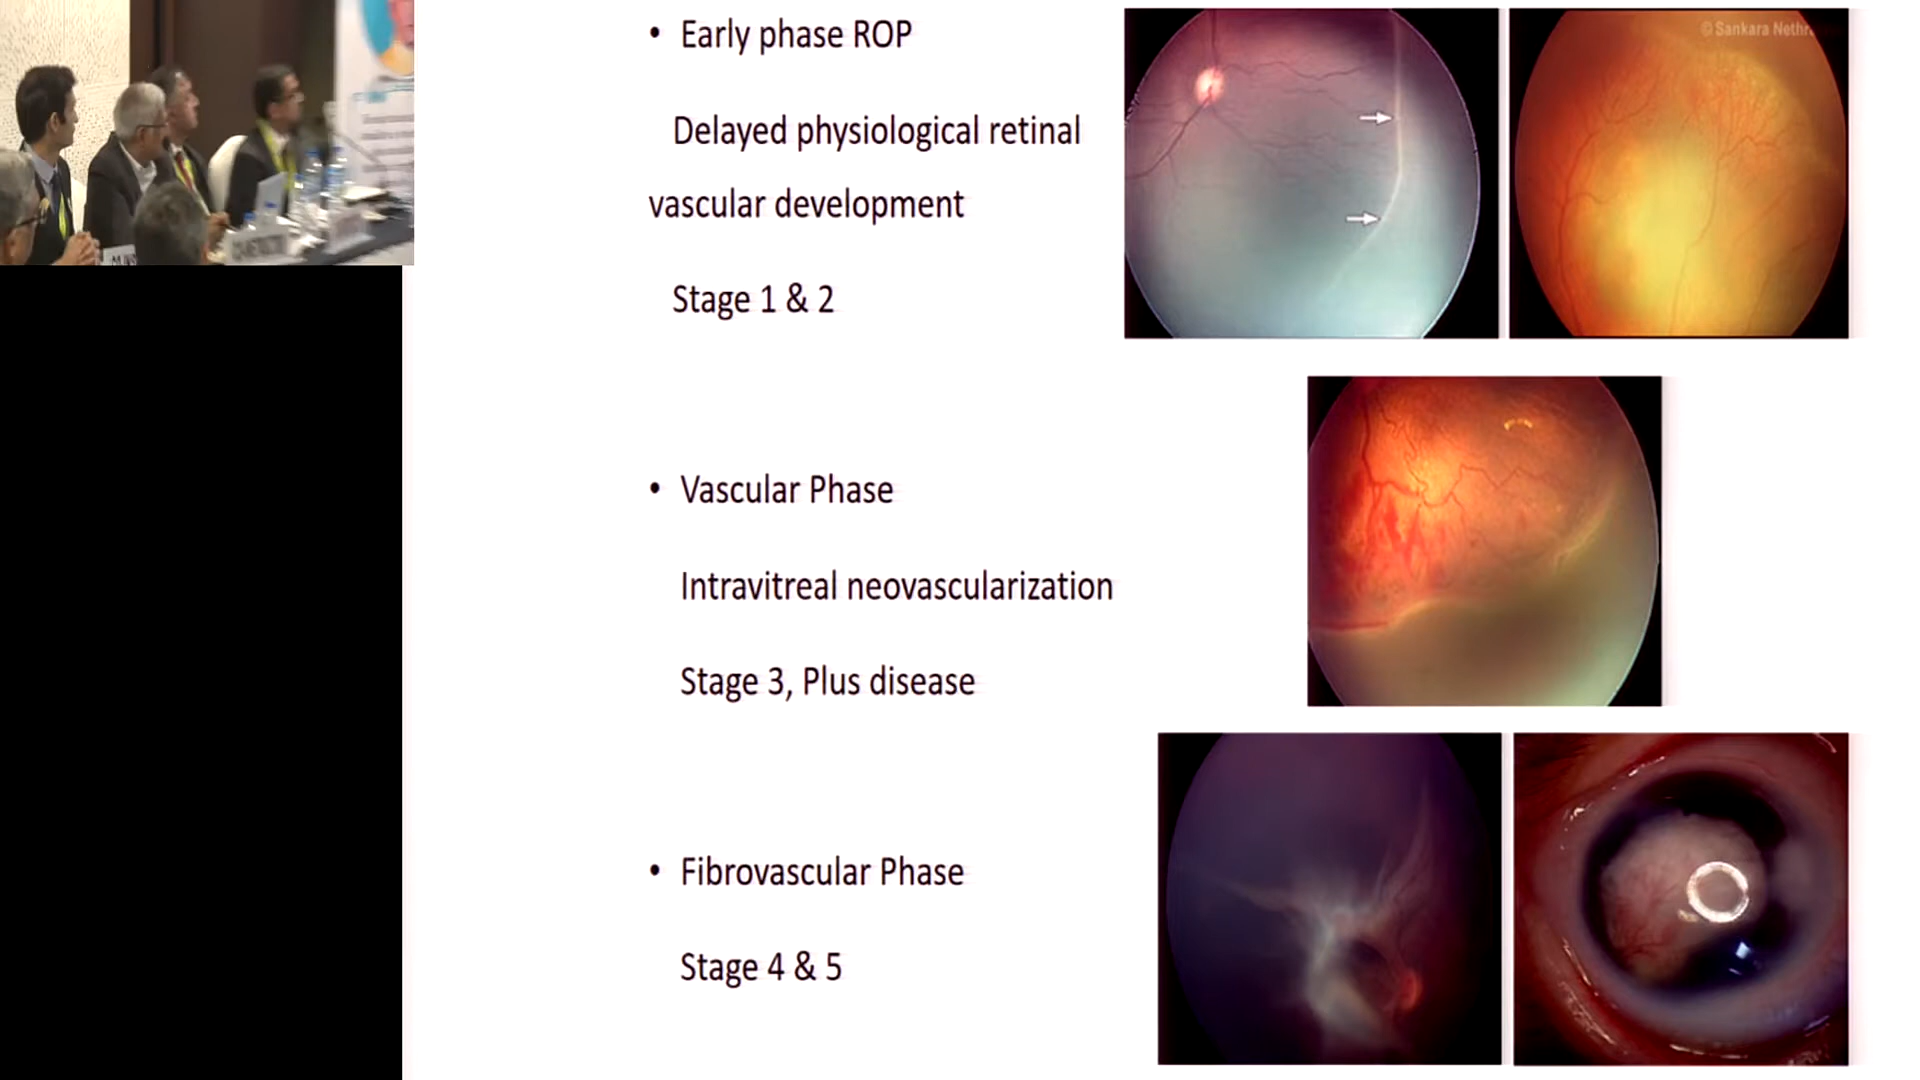 • Early phase ROP
Delayed physiological retinal
vascular development
Stage 1 & 2
© Sankara
• Vascular Phase
Intravitreal neovascularization
Stage 3, Plus disease
• Fibrovascular Phase
Stage 4 & 5